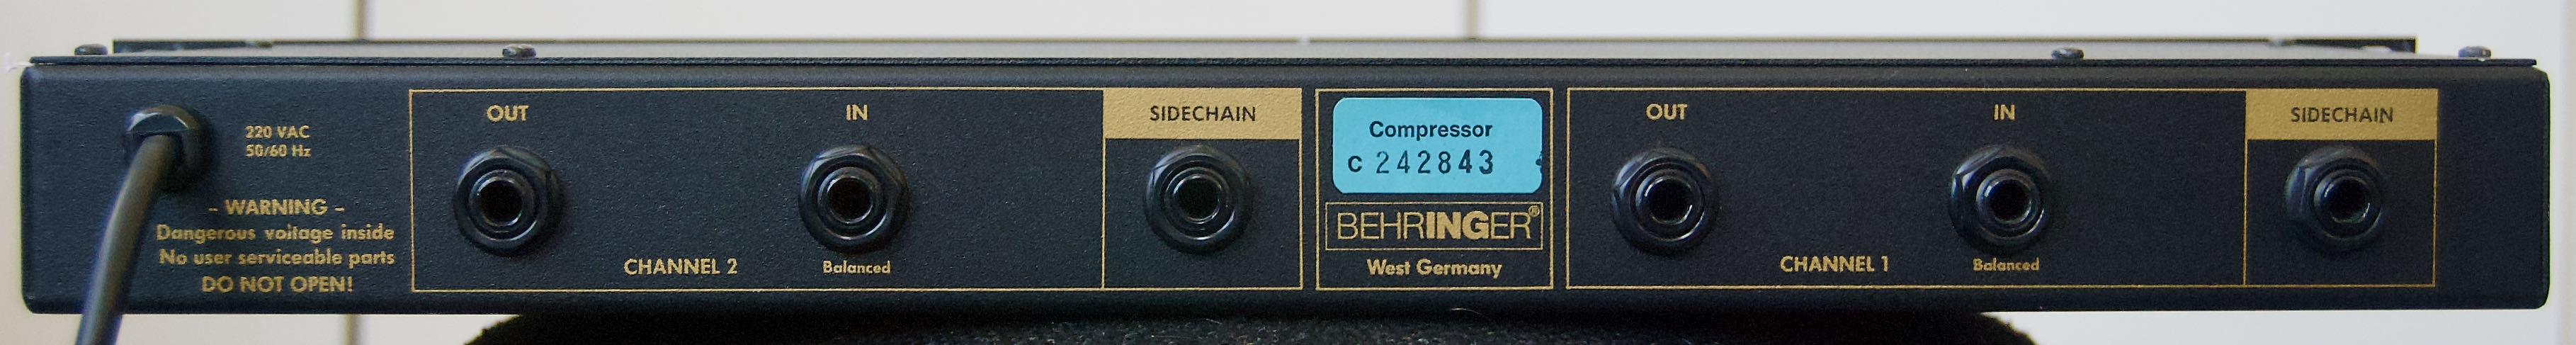 220 VAC
50/60 Hz
- WARNING -
Dangerous voltage inside
No user serviceable parts
DO NOT OPEN!
OUT
IN
CHANNEL 2
Balanced
SIDECHAIN
Compressor
C 242843
BEHRINGER®
West Germany
OUT
IN
CHANNEL 1
Balanced
SIDECHAIN